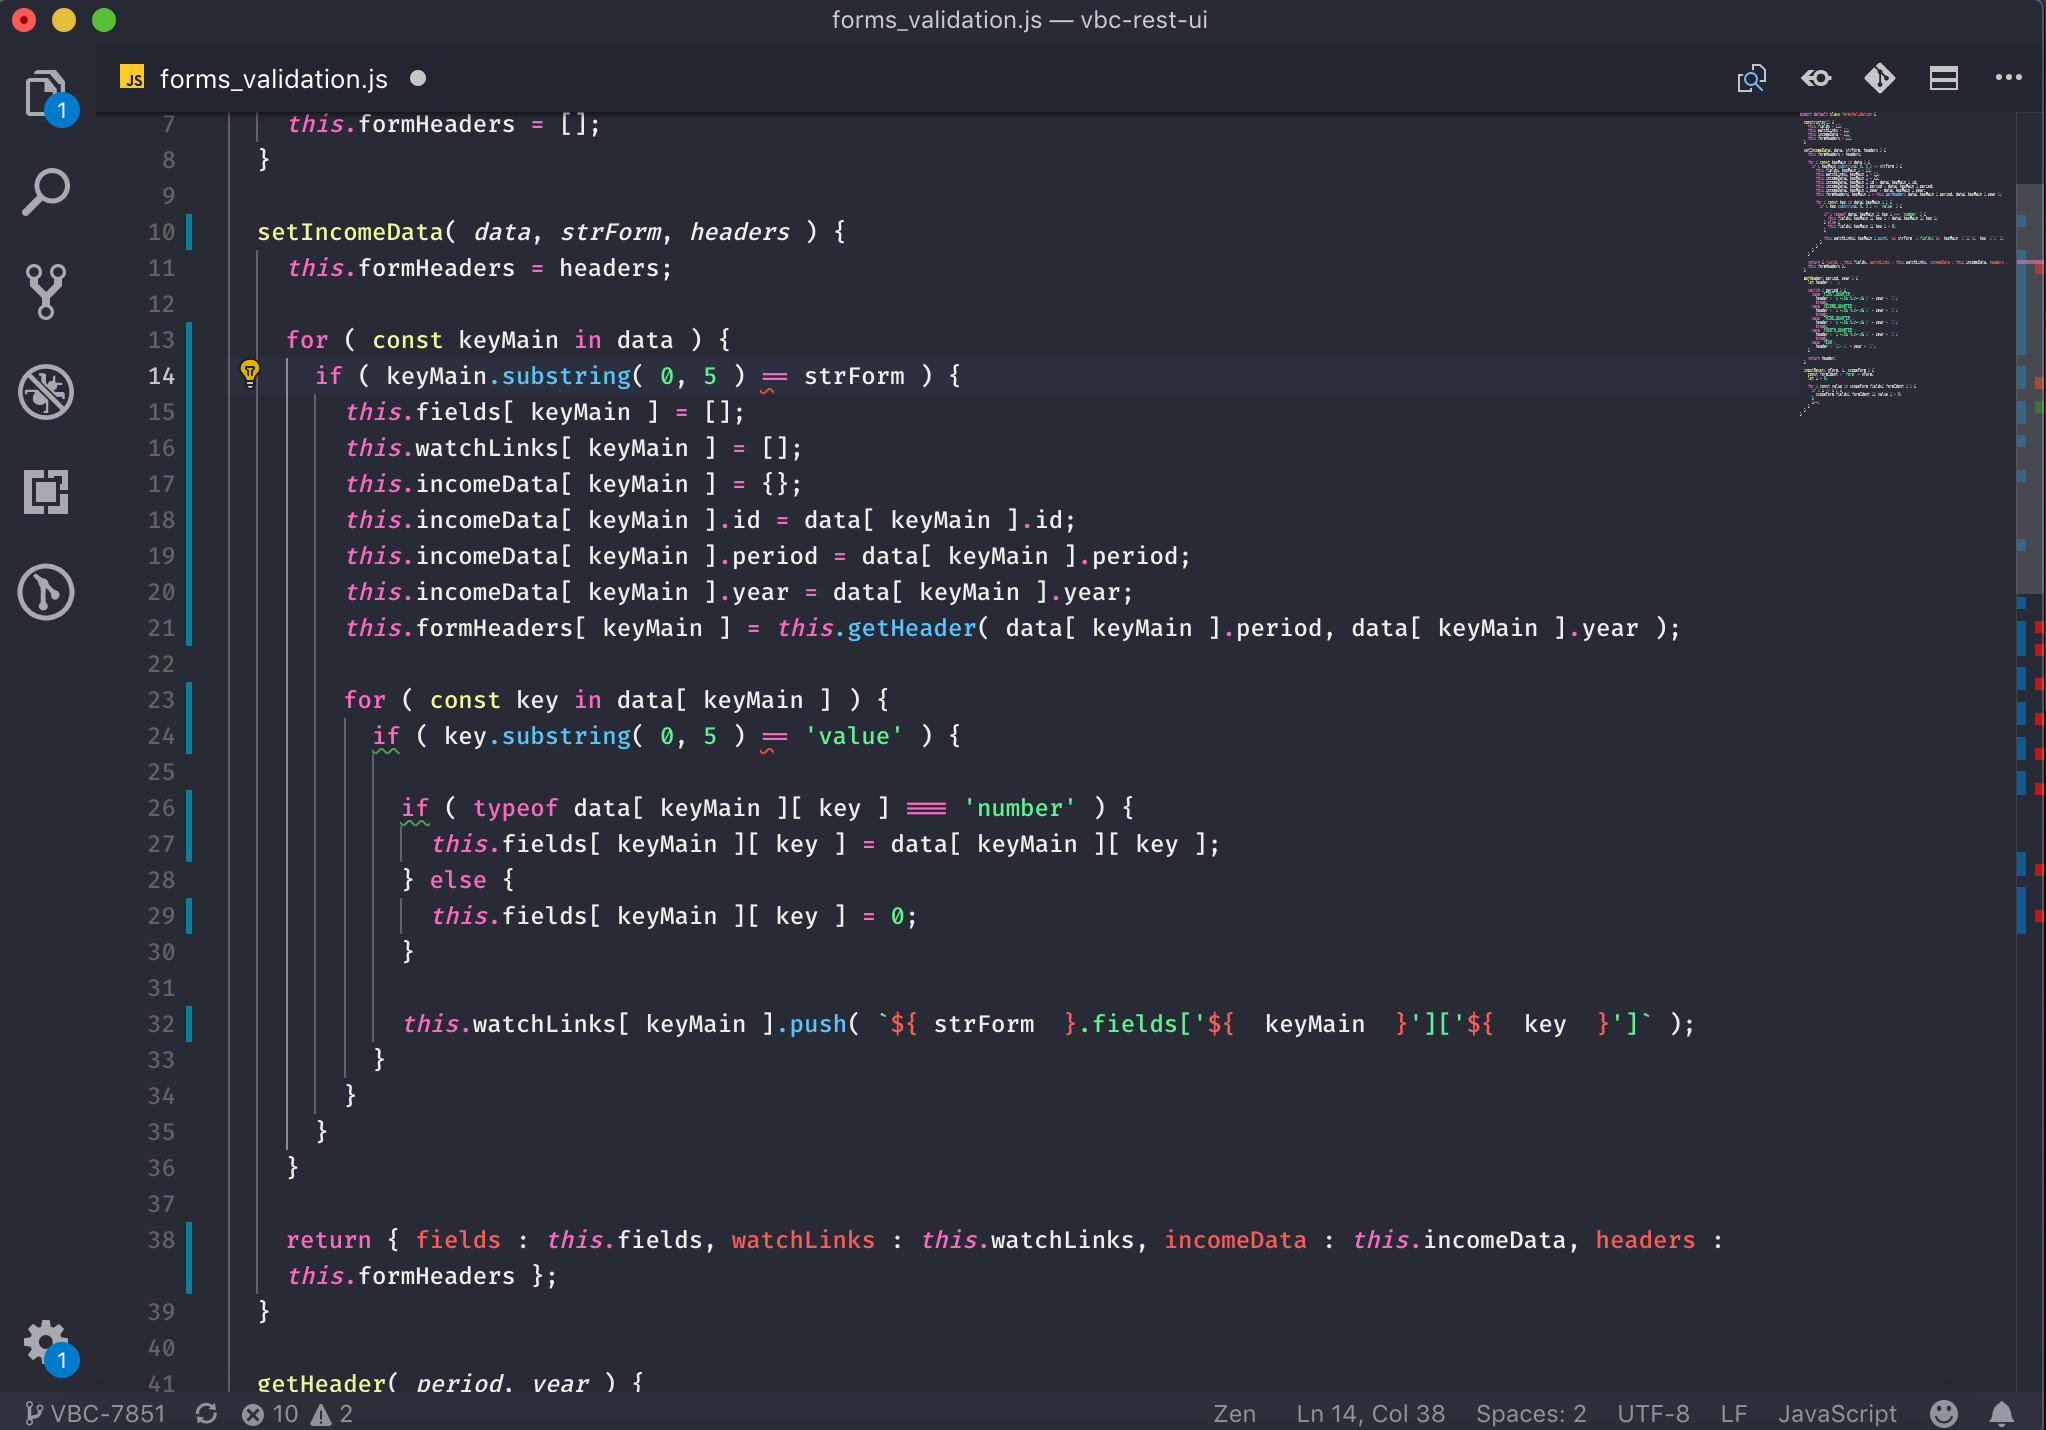 forms_validation.js — vbc-rest-ui
JS forms_validation.js
1
7 this.formHeaders = [];
8 }
9
10 setIncomeData( data, strForm, headers ) {
11 this.formHeaders = headers;
12
13 for ( const keyMain in data ) {
14 if ( keyMain.substring( 0, 5 ) == strForm ) {
15 this.fields[ keyMain ] = [];
16 this.watchLinks[ keyMain ] = [];
17 this.incomeData[ keyMain ] = {};
18 this.incomeData[ keyMain ].id = data[ keyMain ].id;
19 this.incomeData[ keyMain ].period = data[ keyMain ].period;
20 this.incomeData[ keyMain ].year = data[ keyMain ].year;
21 this.formHeaders[ keyMain ] = this.getHeader( data[ keyMain ].period, data[ keyMain ].year );
22
23 for ( const key in data[ keyMain ] ) {
24 if ( key.substring( 0, 5 ) == 'value' ) {
25
26 if ( typeof data[ keyMain ][ key ] === 'number' ) {
27 this.fields[ keyMain ][ key ] = data[ keyMain ][ key ];
28 } else {
29 this.fields[ keyMain ][ key ] = 0;
30 }
31
32 this.watchLinks[ keyMain ].push( `${ strForm }.fields['${ keyMain }']['${ key }']` );
33 }
34 }
35 }
36 }
37
38 return { fields : this.fields, watchLinks : this.watchLinks, incomeData : this.incomeData, headers :
this.formHeaders };
39 }
40
41 getHeader( period, year ) {
1
VBC-7851 10 2 Zen Ln 14, Col 38 Spaces: 2 UTF-8 LF JavaScript